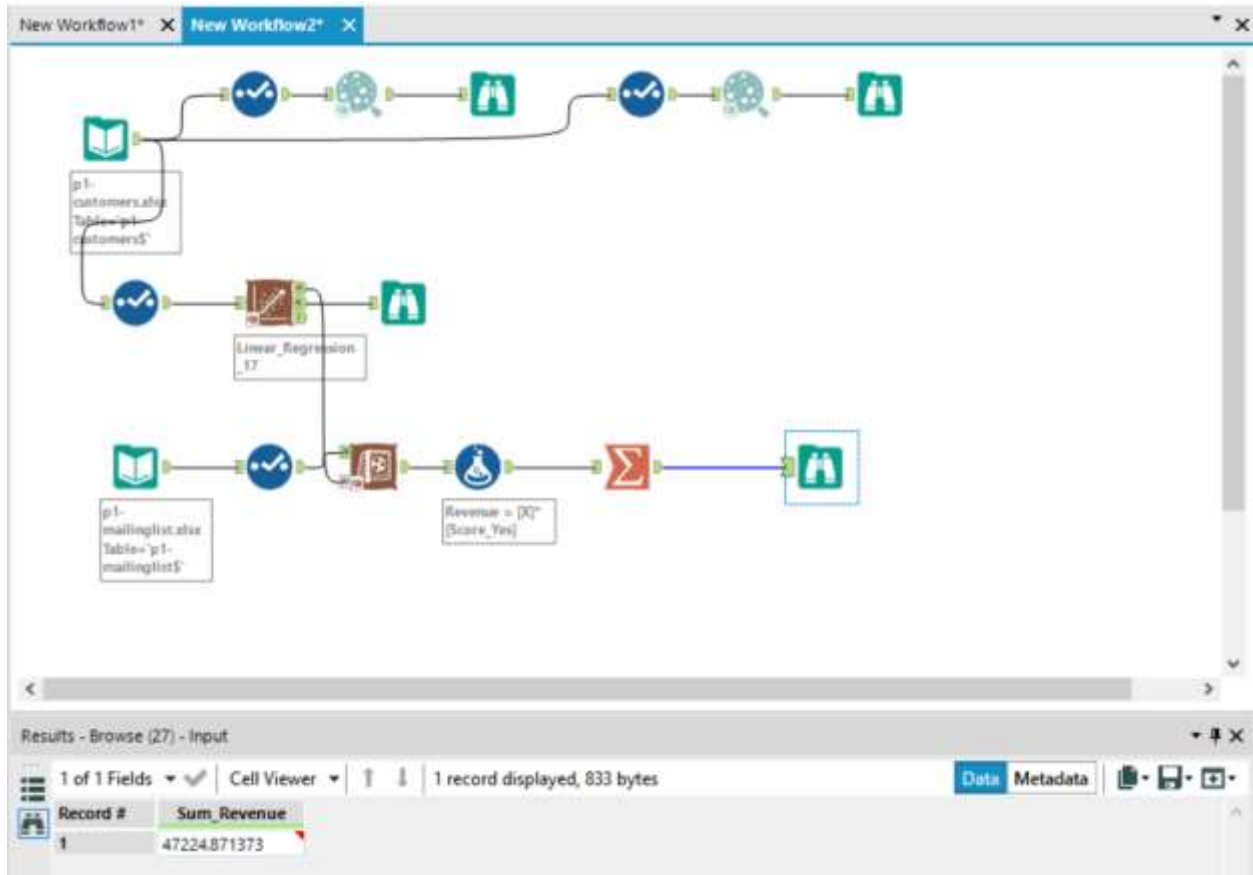 New Workflow1* X New Workflow2* X
p1-
customers.xlsx
Table=`p1-
customers$`
Linear_Regression
_17
p1-
mailinglist.xlsx
Table=`p1-
mailinglist$`
Revenue = [X]*
[Score_Yes]
Results - Browse (27) - Input
1 of 1 Fields Cell Viewer 1 record displayed, 833 bytes Data Metadata
Record # Sum_Revenue
1 47224.871373